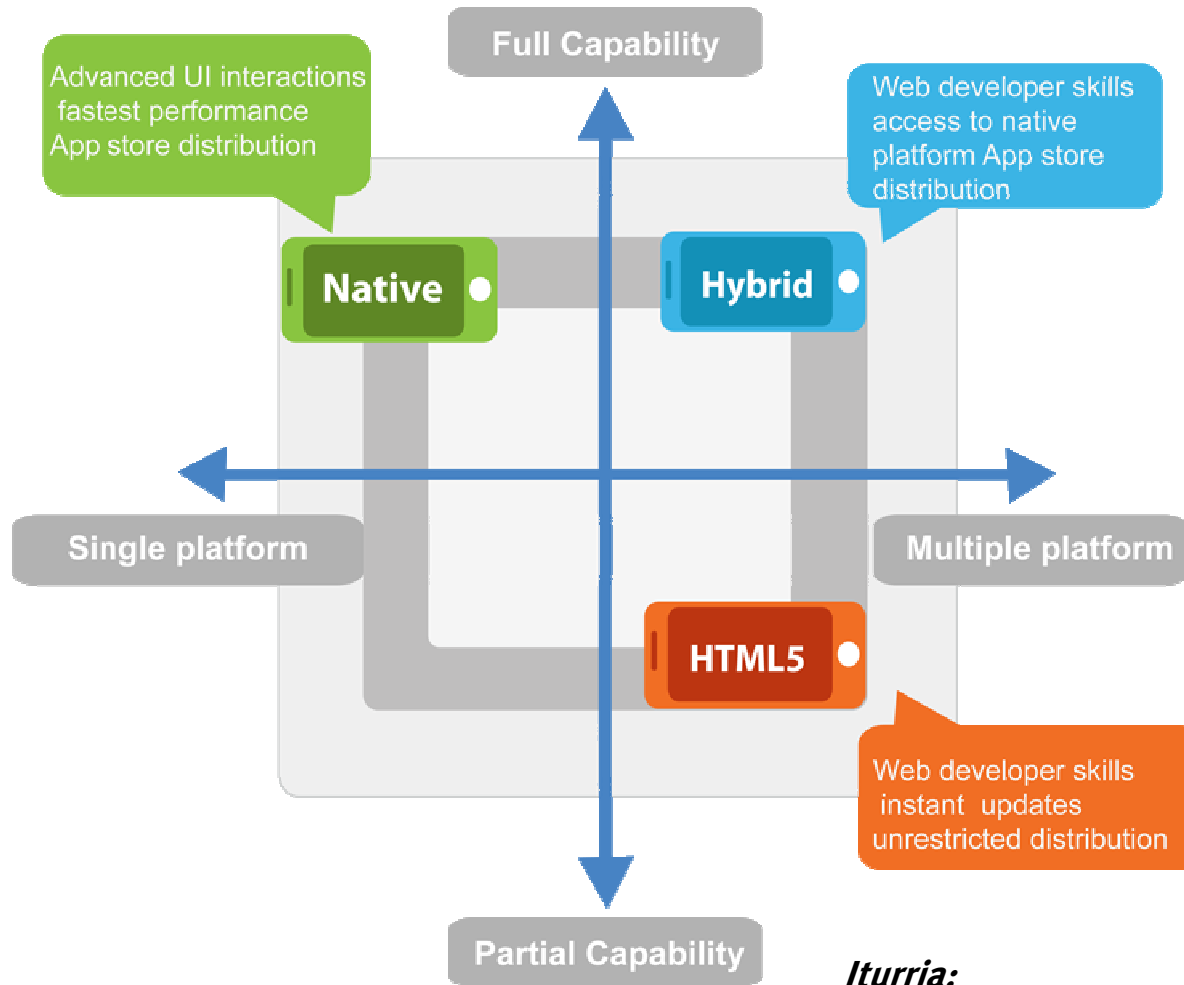 Full Capability
Advanced UI interactions
fastest performance
App store distribution
Web developer skills
access to native
platform App store
distribution
Native
Hybrid
Single platform
Multiple platform
HTML5
Web developer skills
instant updates
unrestricted distribution
Partial Capability
Iturria: